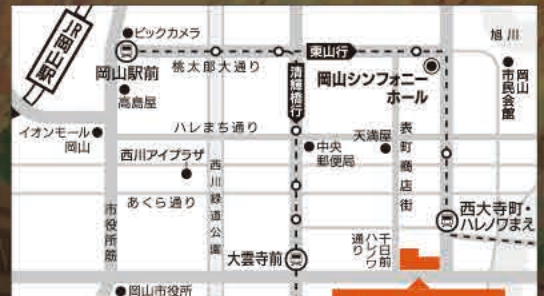 JR岡山駅
ビックカメラ
岡山駅前
桃太郎大通り
東山行
旭川
清輝橋行
岡山シンフォニー
ホール
岡山
市民会館
高島屋
イオンモール
岡山
ハレまち通り
西川アイプラザ
中央
郵便局
天満屋
表町商店街
あくら通り
西川緑道公園
市役所筋
西大寺町・
ハレノワまえ
大雲寺前
千日前
ハレノワ
通り
岡山市役所